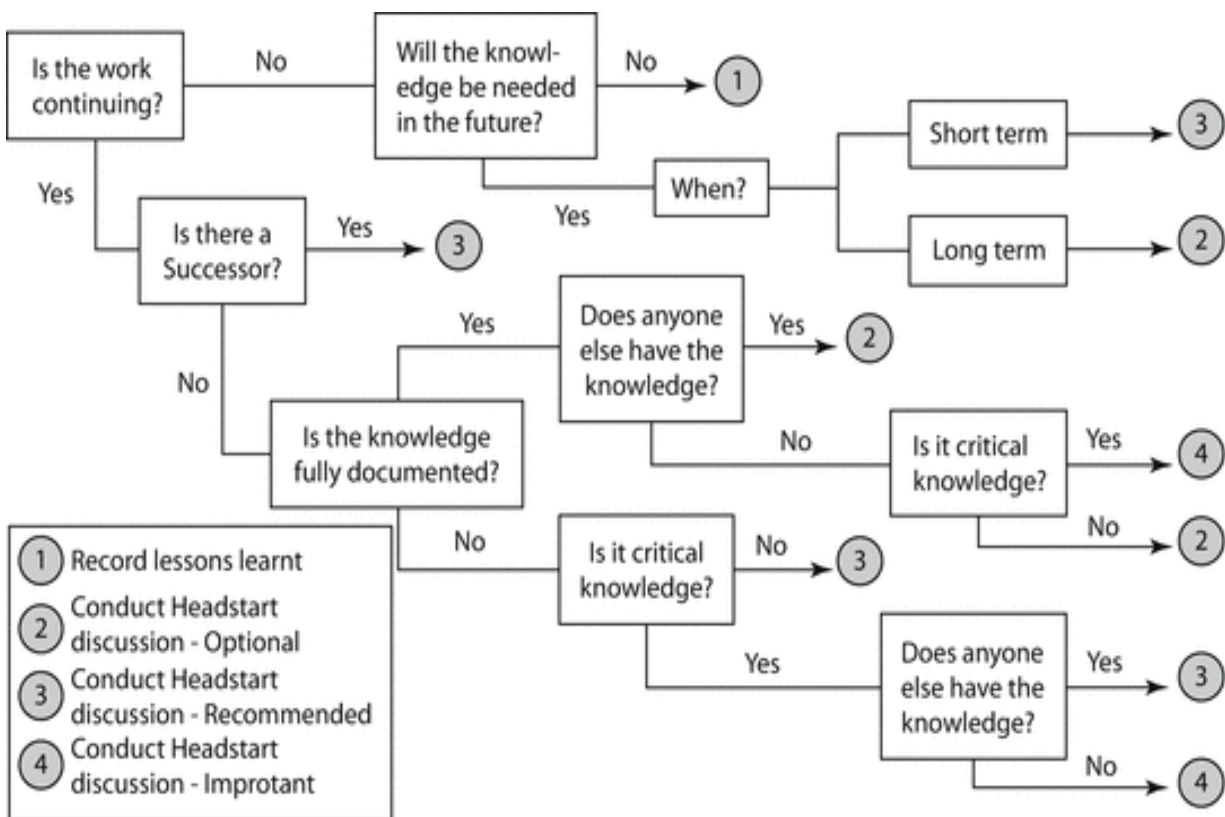 Is the work
continuing?
No
Will the knowl-
edge be needed
in the future?
No
1
Yes
When?
Short term
3
Long term
2
Yes
Is there a
Successor?
Yes
3
No
Is the knowledge
fully documented?
Yes
Does anyone
else have the
knowledge?
Yes
2
No
Is it critical
knowledge?
Yes
4
No
2
No
Is it critical
knowledge?
No
3
Yes
Does anyone
else have the
knowledge?
Yes
3
No
4
1 Record lessons learnt
2 Conduct Headstart
discussion - Optional
3 Conduct Headstart
discussion - Recommended
4 Conduct Headstart
discussion - Improtant